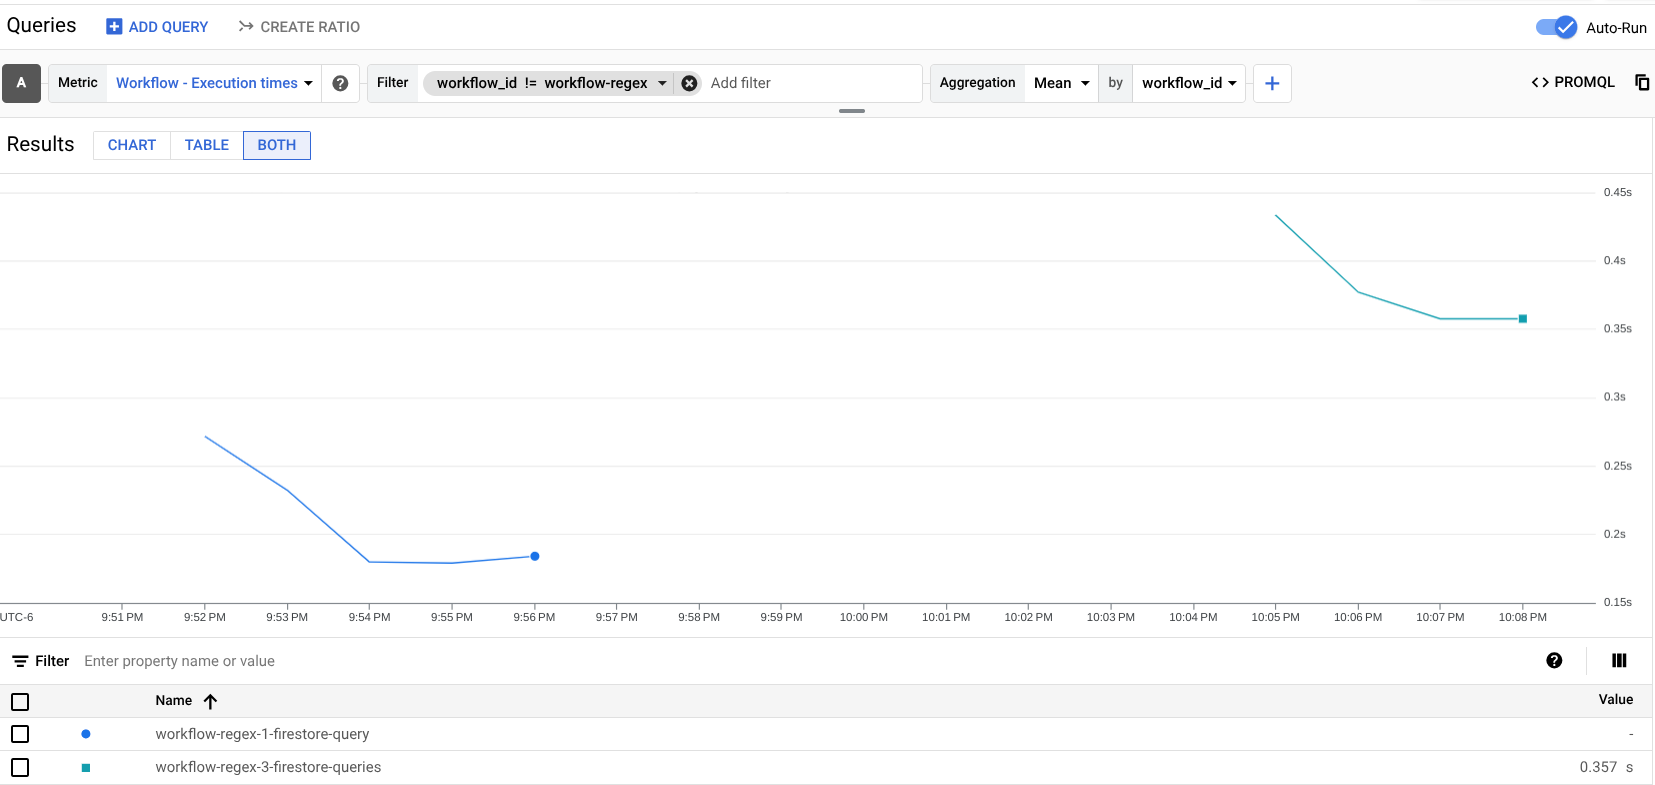 Queries ADD QUERY CREATE RATIO Auto-Run
A Metric Workflow - Execution times ? Filter workflow_id != workflow-regex Add filter Aggregation Mean by workflow_id + <> PROMQL
Results CHART TABLE BOTH
0.45s
0.4s
0.35s
0.3s
0.25s
0.2s
0.15s
UTC-6 9:51 PM 9:52 PM 9:53 PM 9:54 PM 9:55 PM 9:56 PM 9:57 PM 9:58 PM 9:59 PM 10:00 PM 10:01 PM 10:02 PM 10:03 PM 10:04 PM 10:05 PM 10:06 PM 10:07 PM 10:08 PM
Filter Enter property name or value ?
Name Value
workflow-regex-1-firestore-query -
workflow-regex-3-firestore-queries 0.357 s